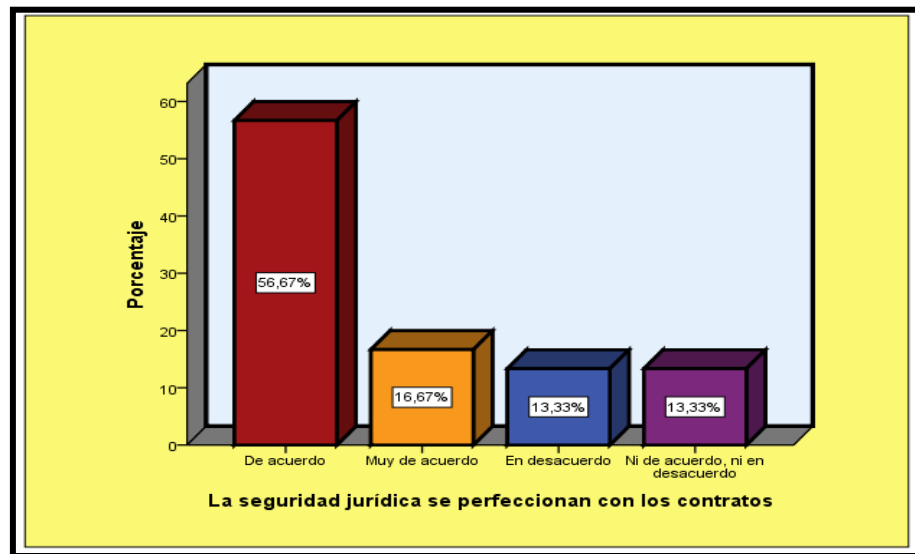 Porcentaje
60
50
40
30
20
10
0
56,67%
16,67%
13,33%
13,33%
De acuerdo
Muy de acuerdo
En desacuerdo
Ni de acuerdo, ni en
desacuerdo
La seguridad jurídica se perfeccionan con los contratos